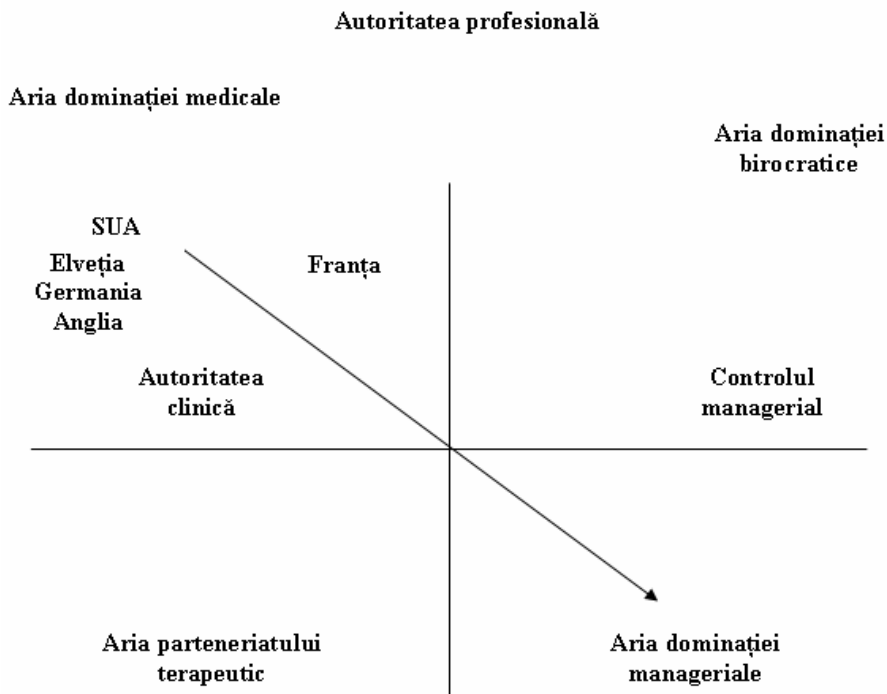 Autoritatea profesională
Aria dominației medicale
Aria dominației
birocratice
SUA
Elveția
Germania
Anglia
Franța
Autoritatea
clinică
Controlul
managerial
Aria parteneriatului
terapeutic
Aria dominației
manageriale